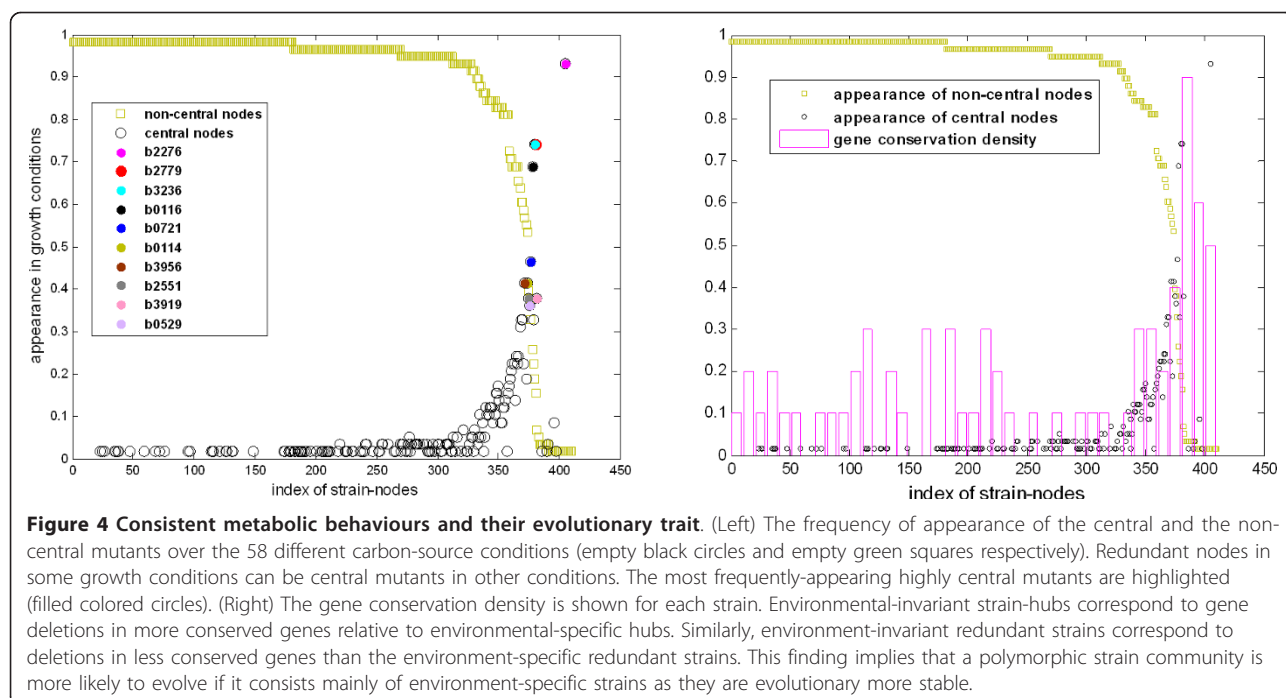 1
0.9
0.8
0.7
0.6
0.5
0.4
0.3
0.2
0.1
0
appearance in growth conditions
non-central nodes
central nodes
b2276
b2779
b3236
b0116
b0721
b0114
b3956
b2551
b3919
b0529
0 50 100 150 200 250 300 350 400 450
index of strain-nodes
1
0.9
0.8
0.7
0.6
0.5
0.4
0.3
0.2
0.1
0
appearance of non-central nodes
appearance of central nodes
gene conservation density
0 50 100 150 200 250 300 350 400 450
index of strain-nodes
Figure 4 Consistent metabolic behaviours and their evolutionary trait. (Left) The frequency of appearance of the central and the non-
central mutants over the 58 different carbon-source conditions (empty black circles and empty green squares respectively). Redundant nodes in
some growth conditions can be central mutants in other conditions. The most frequently-appearing highly central mutants are highlighted
(filled colored circles). (Right) The gene conservation density is shown for each strain. Environmental-invariant strain-hubs correspond to gene
deletions in more conserved genes relative to environmental-specific hubs. Similarly, environment-invariant redundant strains correspond to
deletions in less conserved genes than the environment-specific redundant strains. This finding implies that a polymorphic strain community is
more likely to evolve if it consists mainly of environment-specific strains as they are evolutionary more stable.